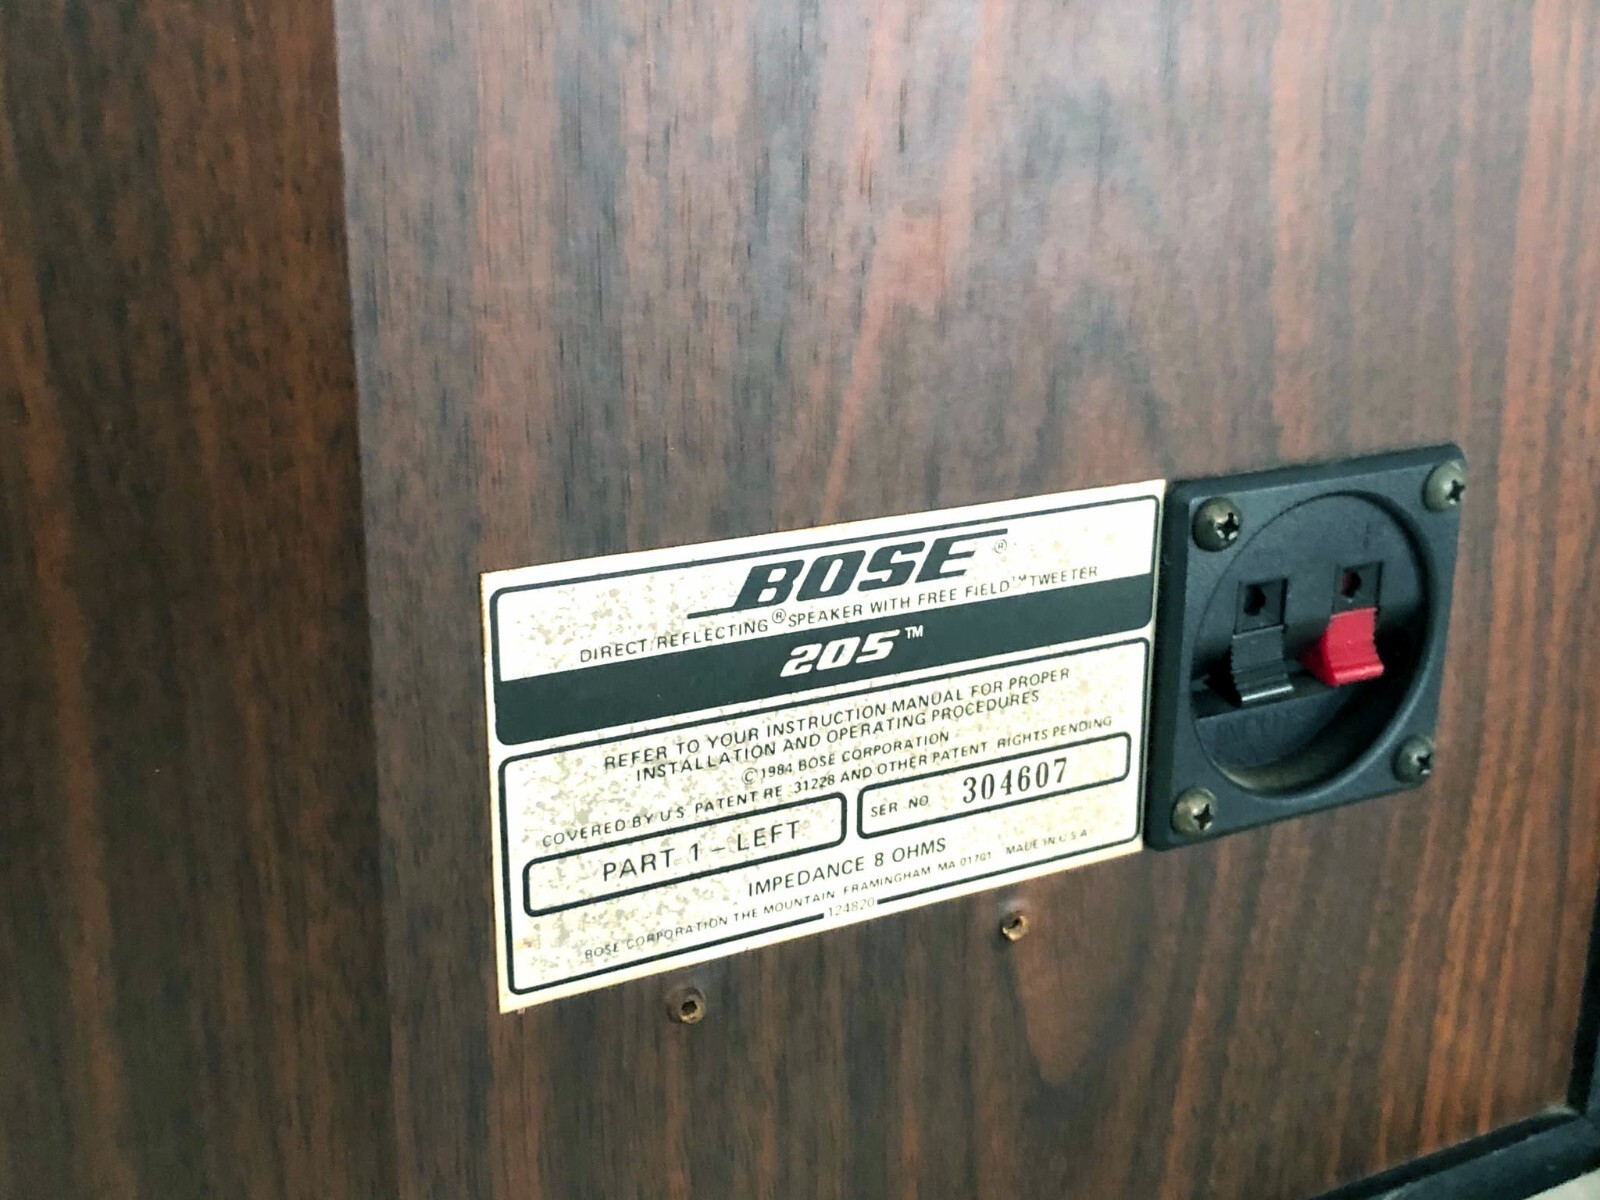 BOSE®
DIRECT/REFLECTING® SPEAKER WITH FREE FIELD™ TWEETER
205™
REFER TO YOUR INSTRUCTION MANUAL FOR PROPER
INSTALLATION AND OPERATING PROCEDURES
©1984 BOSE CORPORATION
COVERED BY U.S. PATENT RE. 31228 AND OTHER PATENT RIGHTS PENDING
PART 1 - LEFT
SER. NO. 304607
IMPEDANCE 8 OHMS
BOSE CORPORATION THE MOUNTAIN, FRAMINGHAM, MA 01701 MADE IN U.S.A.
124820